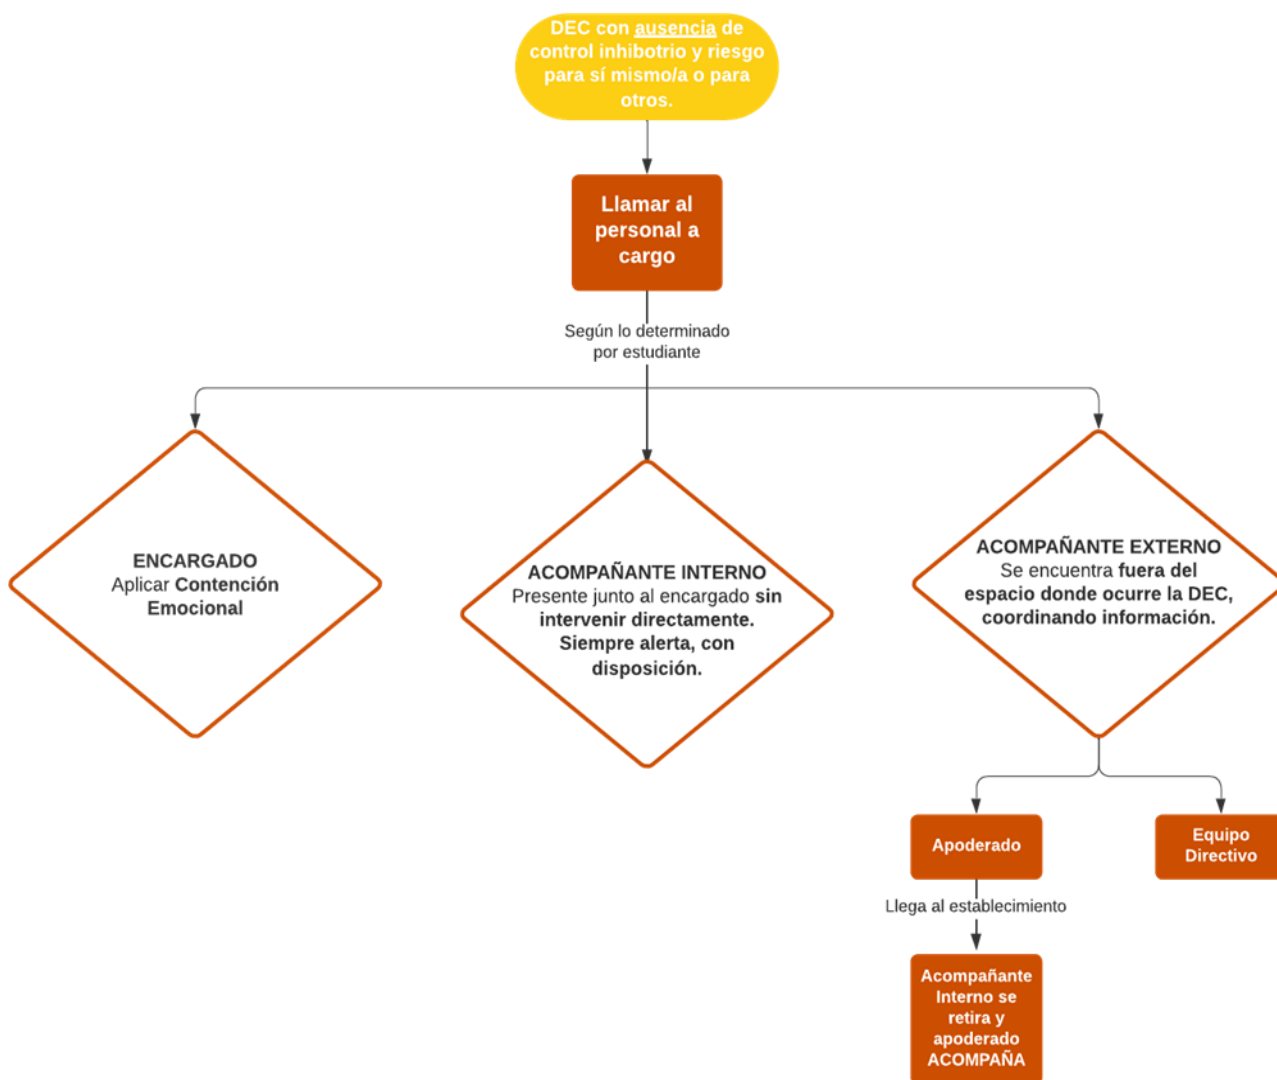 DEC con ausencia de
control inhibotrio y riesgo
para sí mismo/a o para
otros.
Llamar al
personal a
cargo
Según lo determinado
por estudiante
ENCARGADO
Aplicar Contención
Emocional
ACOMPAÑANTE INTERNO
Presente junto al encargado sin
intervenir directamente.
Siempre alerta, con
disposición.
ACOMPAÑANTE EXTERNO
Se encuentra fuera del
espacio donde ocurre la DEC,
coordinando información.
Apoderado
Equipo
Directivo
Llega al establecimiento
Acompañante
Interno se
retira y
apoderado
ACOMPAÑA